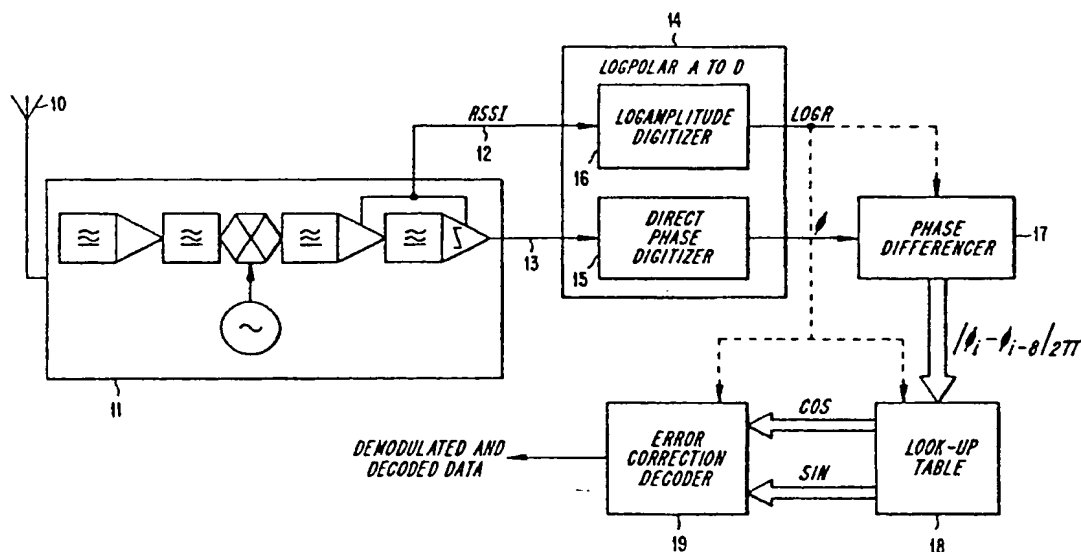 14
LOGPOLAR A TO D
10
RSSI
12
LOGAMPLITUDE
DIGITIZER
16
LOGR
13
DIRECT
PHASE
DIGITIZER
15
ϕ
PHASE
DIFFERENCER
17
~
11
/ϕi-ϕi-8/2π
COS
SIN
DEMODULATED AND
DECODED DATA
ERROR
CORRECTION
DECODER
19
LOOK-UP
TABLE
18